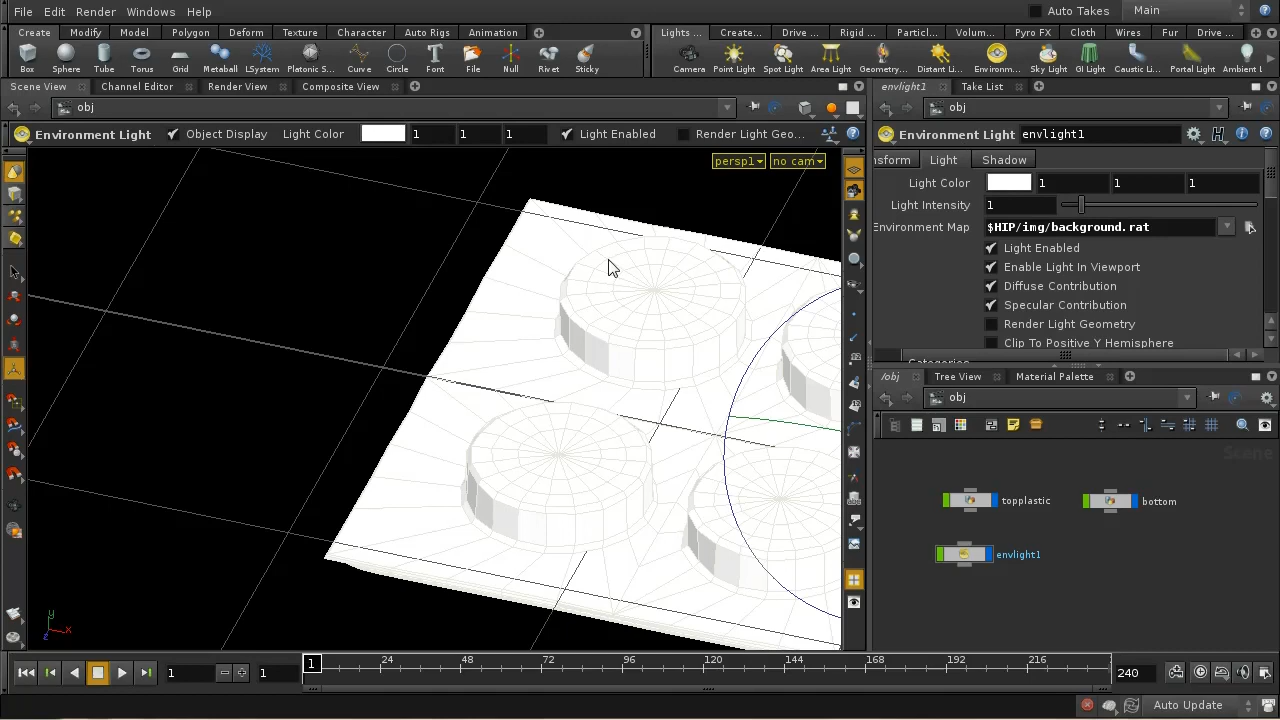 File Edit Render Windows Help Auto Takes Main
Create Modify Model Polygon Deform Texture Character Auto Rigs Animation Lights ... Create... Drive ... Rigid ... Particl... Volum... Pyro FX Cloth Wires Fur Drive ...
Box Sphere Tube Torus Grid Metaball LSystem Platonic S... Curve Circle Font File Null Rivet Sticky Camera Point Light Spot Light Area Light Geometry... Distant Li... Environm... Sky Light GI Light Caustic Li... Portal Light Ambient L
Scene View Channel Editor Render View Composite View envlight1 Take List
obj obj
Environment Light Object Display Light Color 1 1 1 Light Enabled Render Light Geo... Environment Light envlight1
persp1 no cam nsform Light Shadow
Light Color 1 1 1
Light Intensity 1
Environment Map $HIP/img/background.rat
Light Enabled
Enable Light In Viewport
Diffuse Contribution
Specular Contribution
Render Light Geometry
Clip To Positive Y Hemisphere
/obj Tree View Material Palette
obj
Scene
topplastic bottom
envlight1
y x z
1 1 1 24 48 72 96 120 144 168 192 216 240
Auto Update